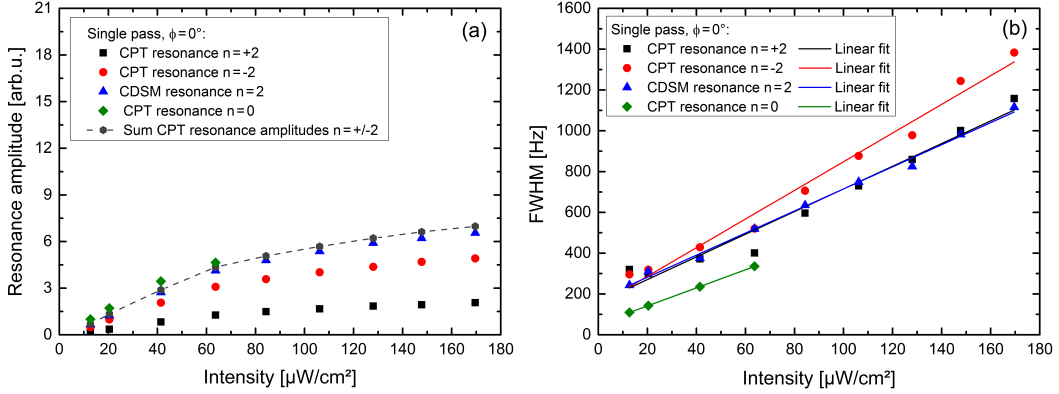 (a)
Single pass, ϕ=0°:
CPT resonance n=+2
CPT resonance n=-2
CDSM resonance n=2
CPT resonance n=0
Sum CPT resonance amplitudes n=+/-2
Resonance amplitude [arb.u.]
21
18
15
12
9
6
3
0
0 20 40 60 80 100 120 140 160 180
Intensity [µW/cm²]
(b)
Single pass, ϕ=0°:
CPT resonance n=+2 Linear fit
CPT resonance n=-2 Linear fit
CDSM resonance n=2 Linear fit
CPT resonance n=0 Linear fit
FWHM [Hz]
1600
1400
1200
1000
800
600
400
200
0
0 20 40 60 80 100 120 140 160 180
Intensity [µW/cm²]